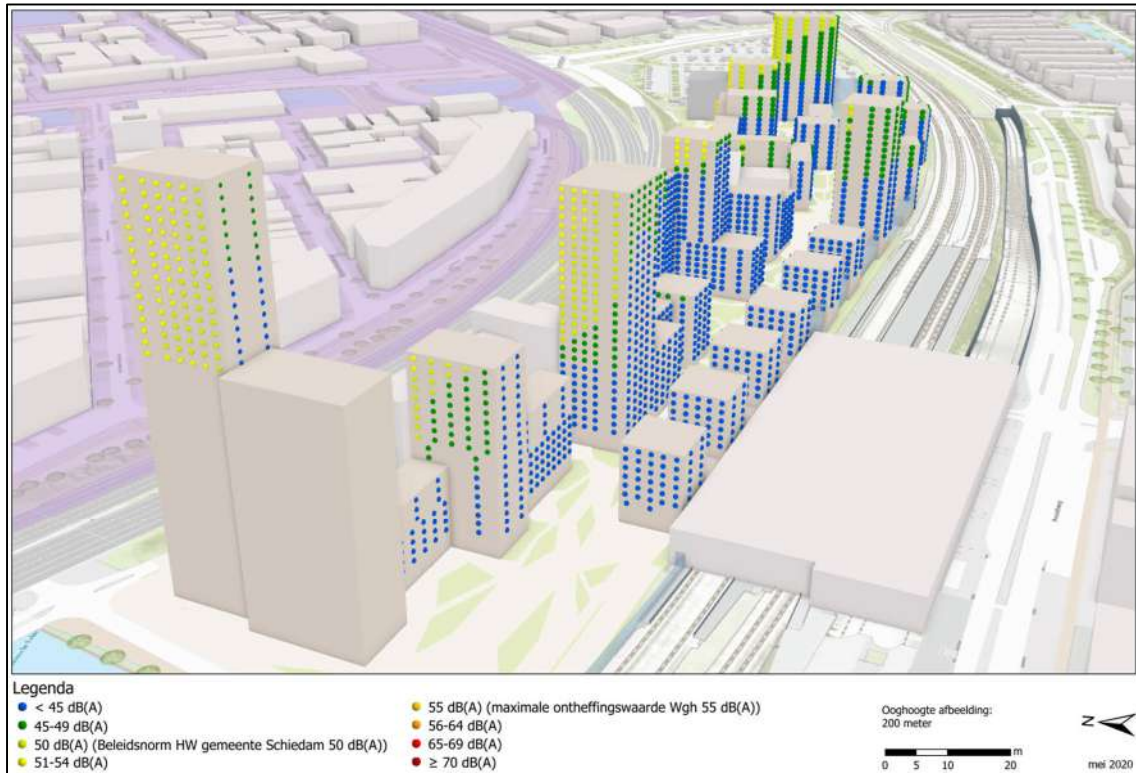 Legenda
< 45 dB(A)
45-49 dB(A)
50 dB(A) (Beleidsnorm HW gemeente Schiedam 50 dB(A))
51-54 dB(A)
55 dB(A) (maximale ontheffingswaarde Wgh 55 dB(A))
56-64 dB(A)
65-69 dB(A)
≥ 70 dB(A)
Ooghoogte afbeelding:
200 meter
m
0 5 10 20
N
mei 2020